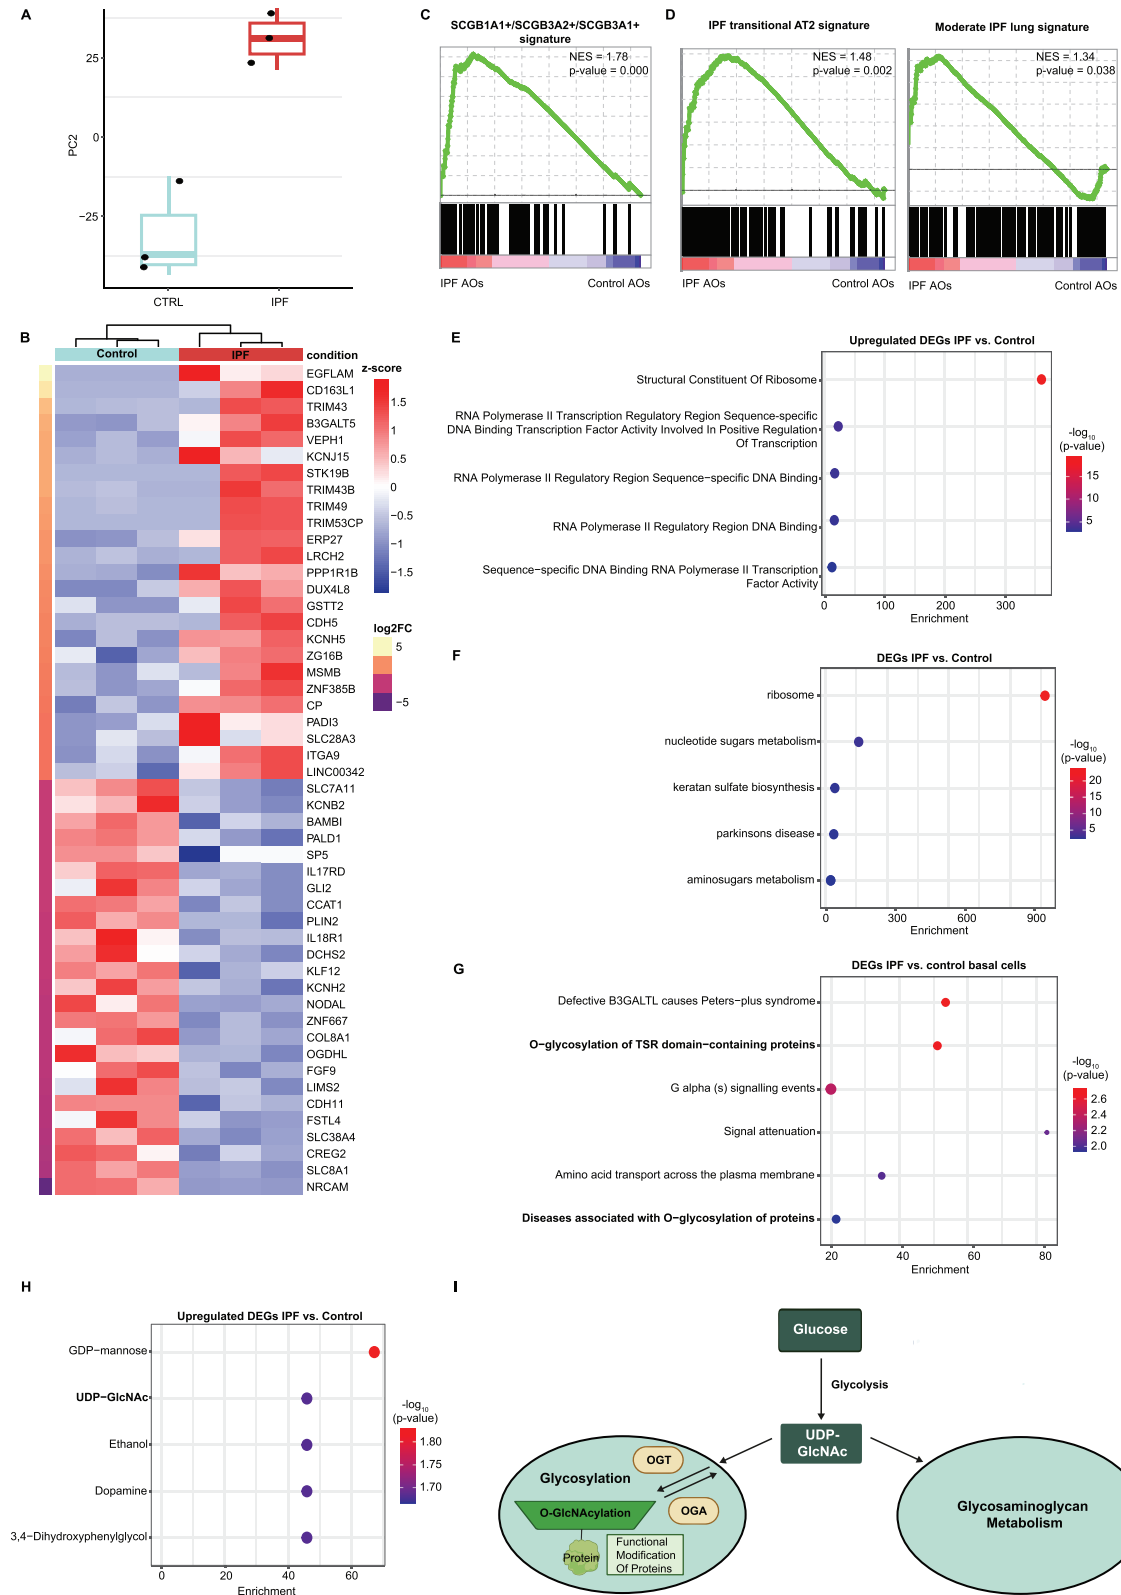 A
25
0
−25
PC2
CTRL
IPF
C
SCGB1A1+/SCGB3A2+/SCGB3A1+
signature
NES = 1.78
p-value = 0.000
IPF AOs
Control AOs
D
IPF transitional AT2 signature
NES = 1.48
p-value = 0.002
IPF AOs
Control AOs
Moderate IPF lung signature
NES = 1.34
p-value = 0.038
IPF AOs
Control AOs
B
Control
IPF
condition
z-score
1.5
1
0.5
0
−0.5
−1
−1.5
log2FC
5
−5
EGFLAM
CD163L1
TRIM43
B3GALT5
VEPH1
KCNJ15
STK19B
TRIM43B
TRIM49
TRIM53CP
ERP27
LRCH2
PPP1R1B
DUX4L8
GSTT2
CDH5
KCNH5
ZG16B
MSMB
ZNF385B
CP
PADI3
SLC28A3
ITGA9
LINC00342
SLC7A11
KCNB2
BAMBI
PALD1
SP5
IL17RD
GLI2
CCAT1
PLIN2
IL18R1
DCHS2
KLF12
KCNH2
NODAL
ZNF667
COL8A1
OGDHL
FGF9
LIMS2
CDH11
FSTL4
SLC38A4
CREG2
SLC8A1
NRCAM
E
Upregulated DEGs IPF vs. Control
Structural Constituent Of Ribosome
RNA Polymerase II Transcription Regulatory Region Sequence-specific
DNA Binding Transcription Factor Activity Involved In Positive Regulation
Of Transcription
RNA Polymerase II Regulatory Region Sequence−specific DNA Binding
RNA Polymerase II Regulatory Region DNA Binding
Sequence−specific DNA Binding RNA Polymerase II Transcription
Factor Activity
0 100 200 300
Enrichment
-log10
(p-value)
15
10
5
F
DEGs IPF vs. Control
ribosome
nucleotide sugars metabolism
keratan sulfate biosynthesis
parkinsons disease
aminosugars metabolism
0 300 600 900
Enrichment
-log10
(p-value)
20
15
10
5
G
DEGs IPF vs. control basal cells
Defective B3GALTL causes Peters−plus syndrome
O−glycosylation of TSR domain−containing proteins
G alpha (s) signalling events
Signal attenuation
Amino acid transport across the plasma membrane
Diseases associated with O−glycosylation of proteins
20 40 60 80
Enrichment
-log10
(p-value)
2.6
2.4
2.2
2.0
H
Upregulated DEGs IPF vs. Control
GDP−mannose
UDP−GlcNAc
Ethanol
Dopamine
3,4−Dihydroxyphenylglycol
0 20 40 60
Enrichment
-log10
(p-value)
1.80
1.75
1.70
I
Glucose
Glycolysis
UDP-
GlcNAc
Glycosylation
OGT
OGA
O-GlcNAcylation
Protein
Functional
Modification
Of Proteins
Glycosaminoglycan
Metabolism